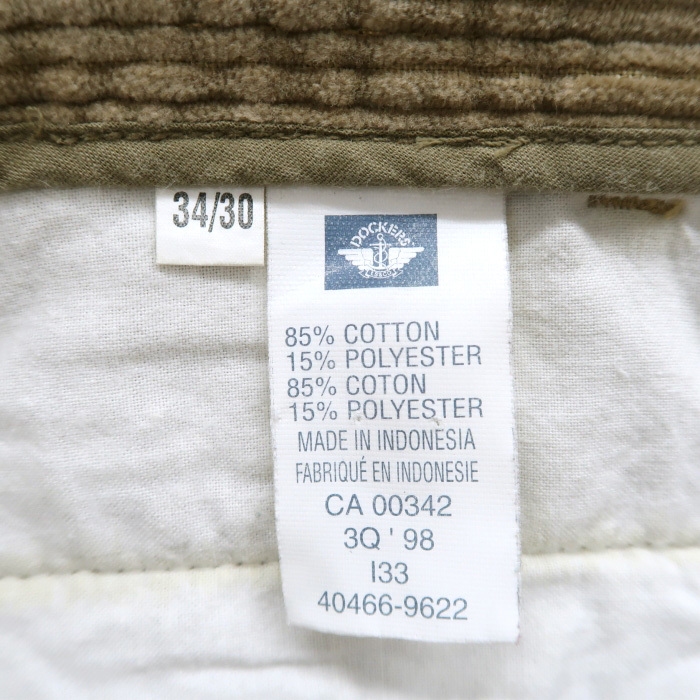 34/30
DOCKERS
85% COTTON
15% POLYESTER
85% COTON
15% POLYESTER
MADE IN INDONESIA
FABRIQUÉ EN INDONESIE
CA 00342
3Q ' 98
I33
40466-9622